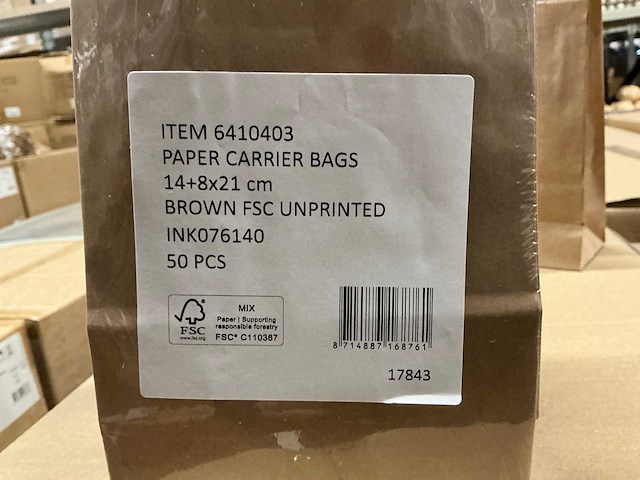 ITEM 6410403
PAPER CARRIER BAGS
14+8x21 cm
BROWN FSC UNPRINTED
INK076140
50 PCS
FSC
www.fsc.org
MIX
Paper | Supporting
responsible forestry
FSC® C110367
8 714887 168761
17843